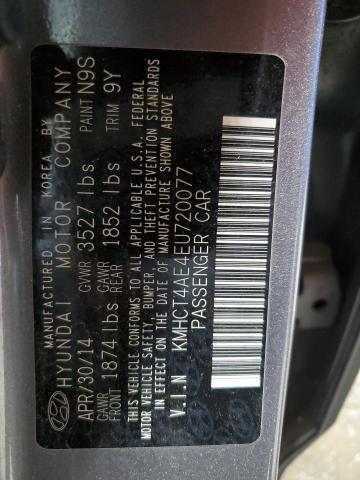 MANUFACTURED IN KOREA BY
HYUNDAI MOTOR COMPANY
APR/30/14 GVWR 3527 lbs PAINT N9S
GAWR FRONT 1874 lbs GAWR REAR 1852 lbs TRIM 9Y
THIS VEHICLE CONFORMS TO ALL APPLICABLE U.S.A. FEDERAL
MOTOR VEHICLE SAFETY, BUMPER, AND THEFT PREVENTION STANDARDS
IN EFFECT ON THE DATE OF MANUFACTURE SHOWN ABOVE
V.I.N KMHCT4AE4EU720077
PASSENGER CAR